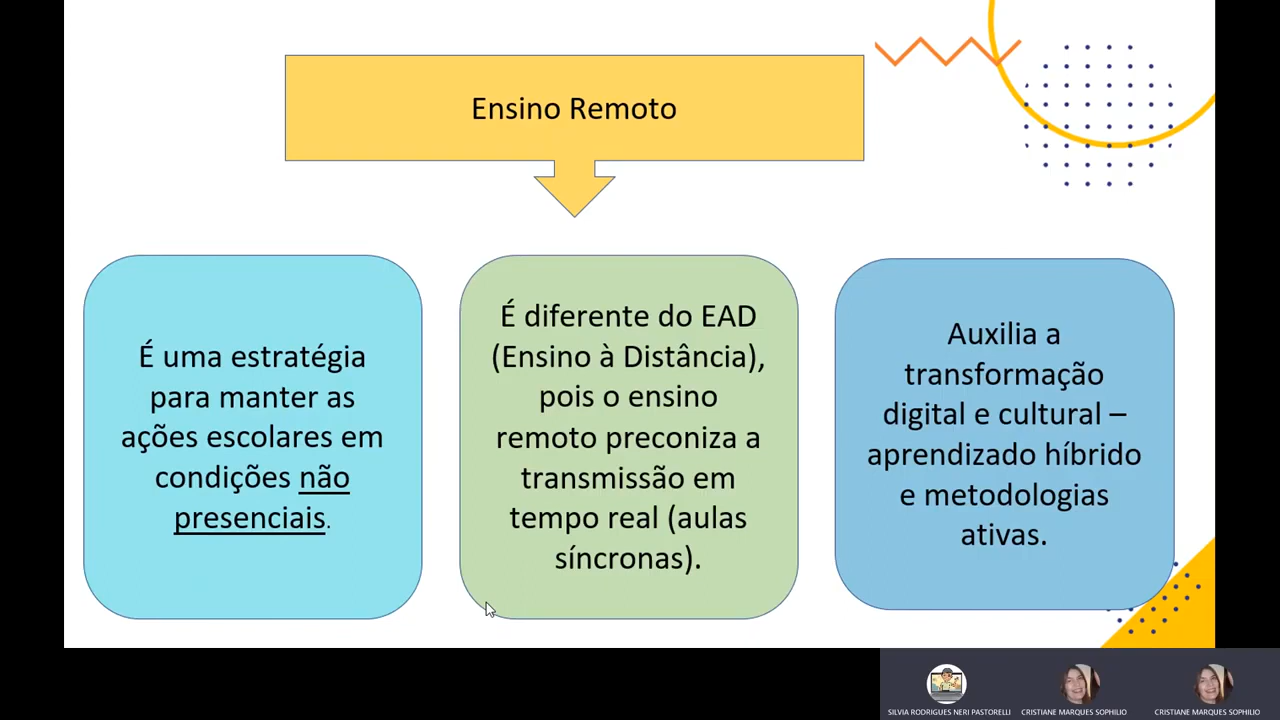 Ensino Remoto
É uma estratégia
para manter as
ações escolares em
condições não
presenciais.
É diferente do EAD
(Ensino à Distância),
pois o ensino
remoto preconiza a
transmissão em
tempo real (aulas
síncronas).
Auxilia a
transformação
digital e cultural –
aprendizado híbrido
e metodologias
ativas.
SILVIA RODRIGUES NERI PASTORELLI
CRISTIANE MARQUES SOPHILIO
CRISTIANE MARQUES SOPHILIO